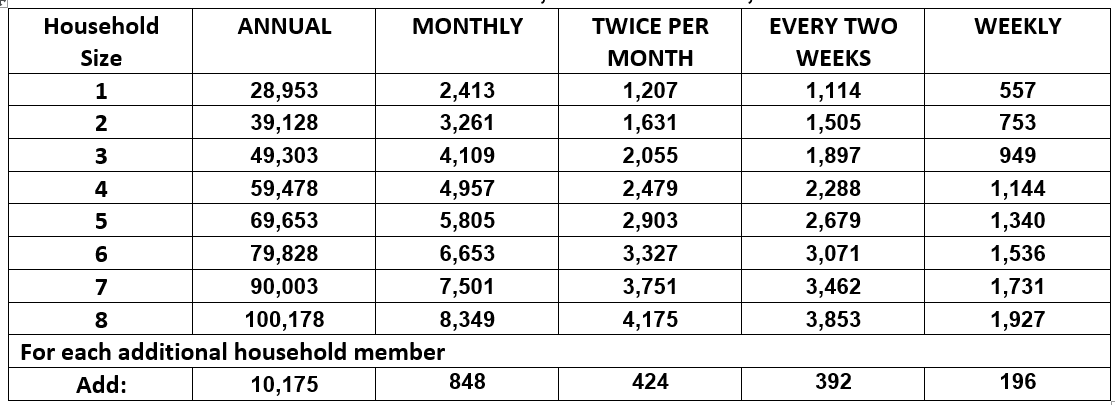 Household Size ANNUAL MONTHLY TWICE PER MONTH EVERY TWO WEEKS WEEKLY
1 28,953 2,413 1,207 1,114 557
2 39,128 3,261 1,631 1,505 753
3 49,303 4,109 2,055 1,897 949
4 59,478 4,957 2,479 2,288 1,144
5 69,653 5,805 2,903 2,679 1,340
6 79,828 6,653 3,327 3,071 1,536
7 90,003 7,501 3,751 3,462 1,731
8 100,178 8,349 4,175 3,853 1,927
For each additional household member
Add: 10,175 848 424 392 196